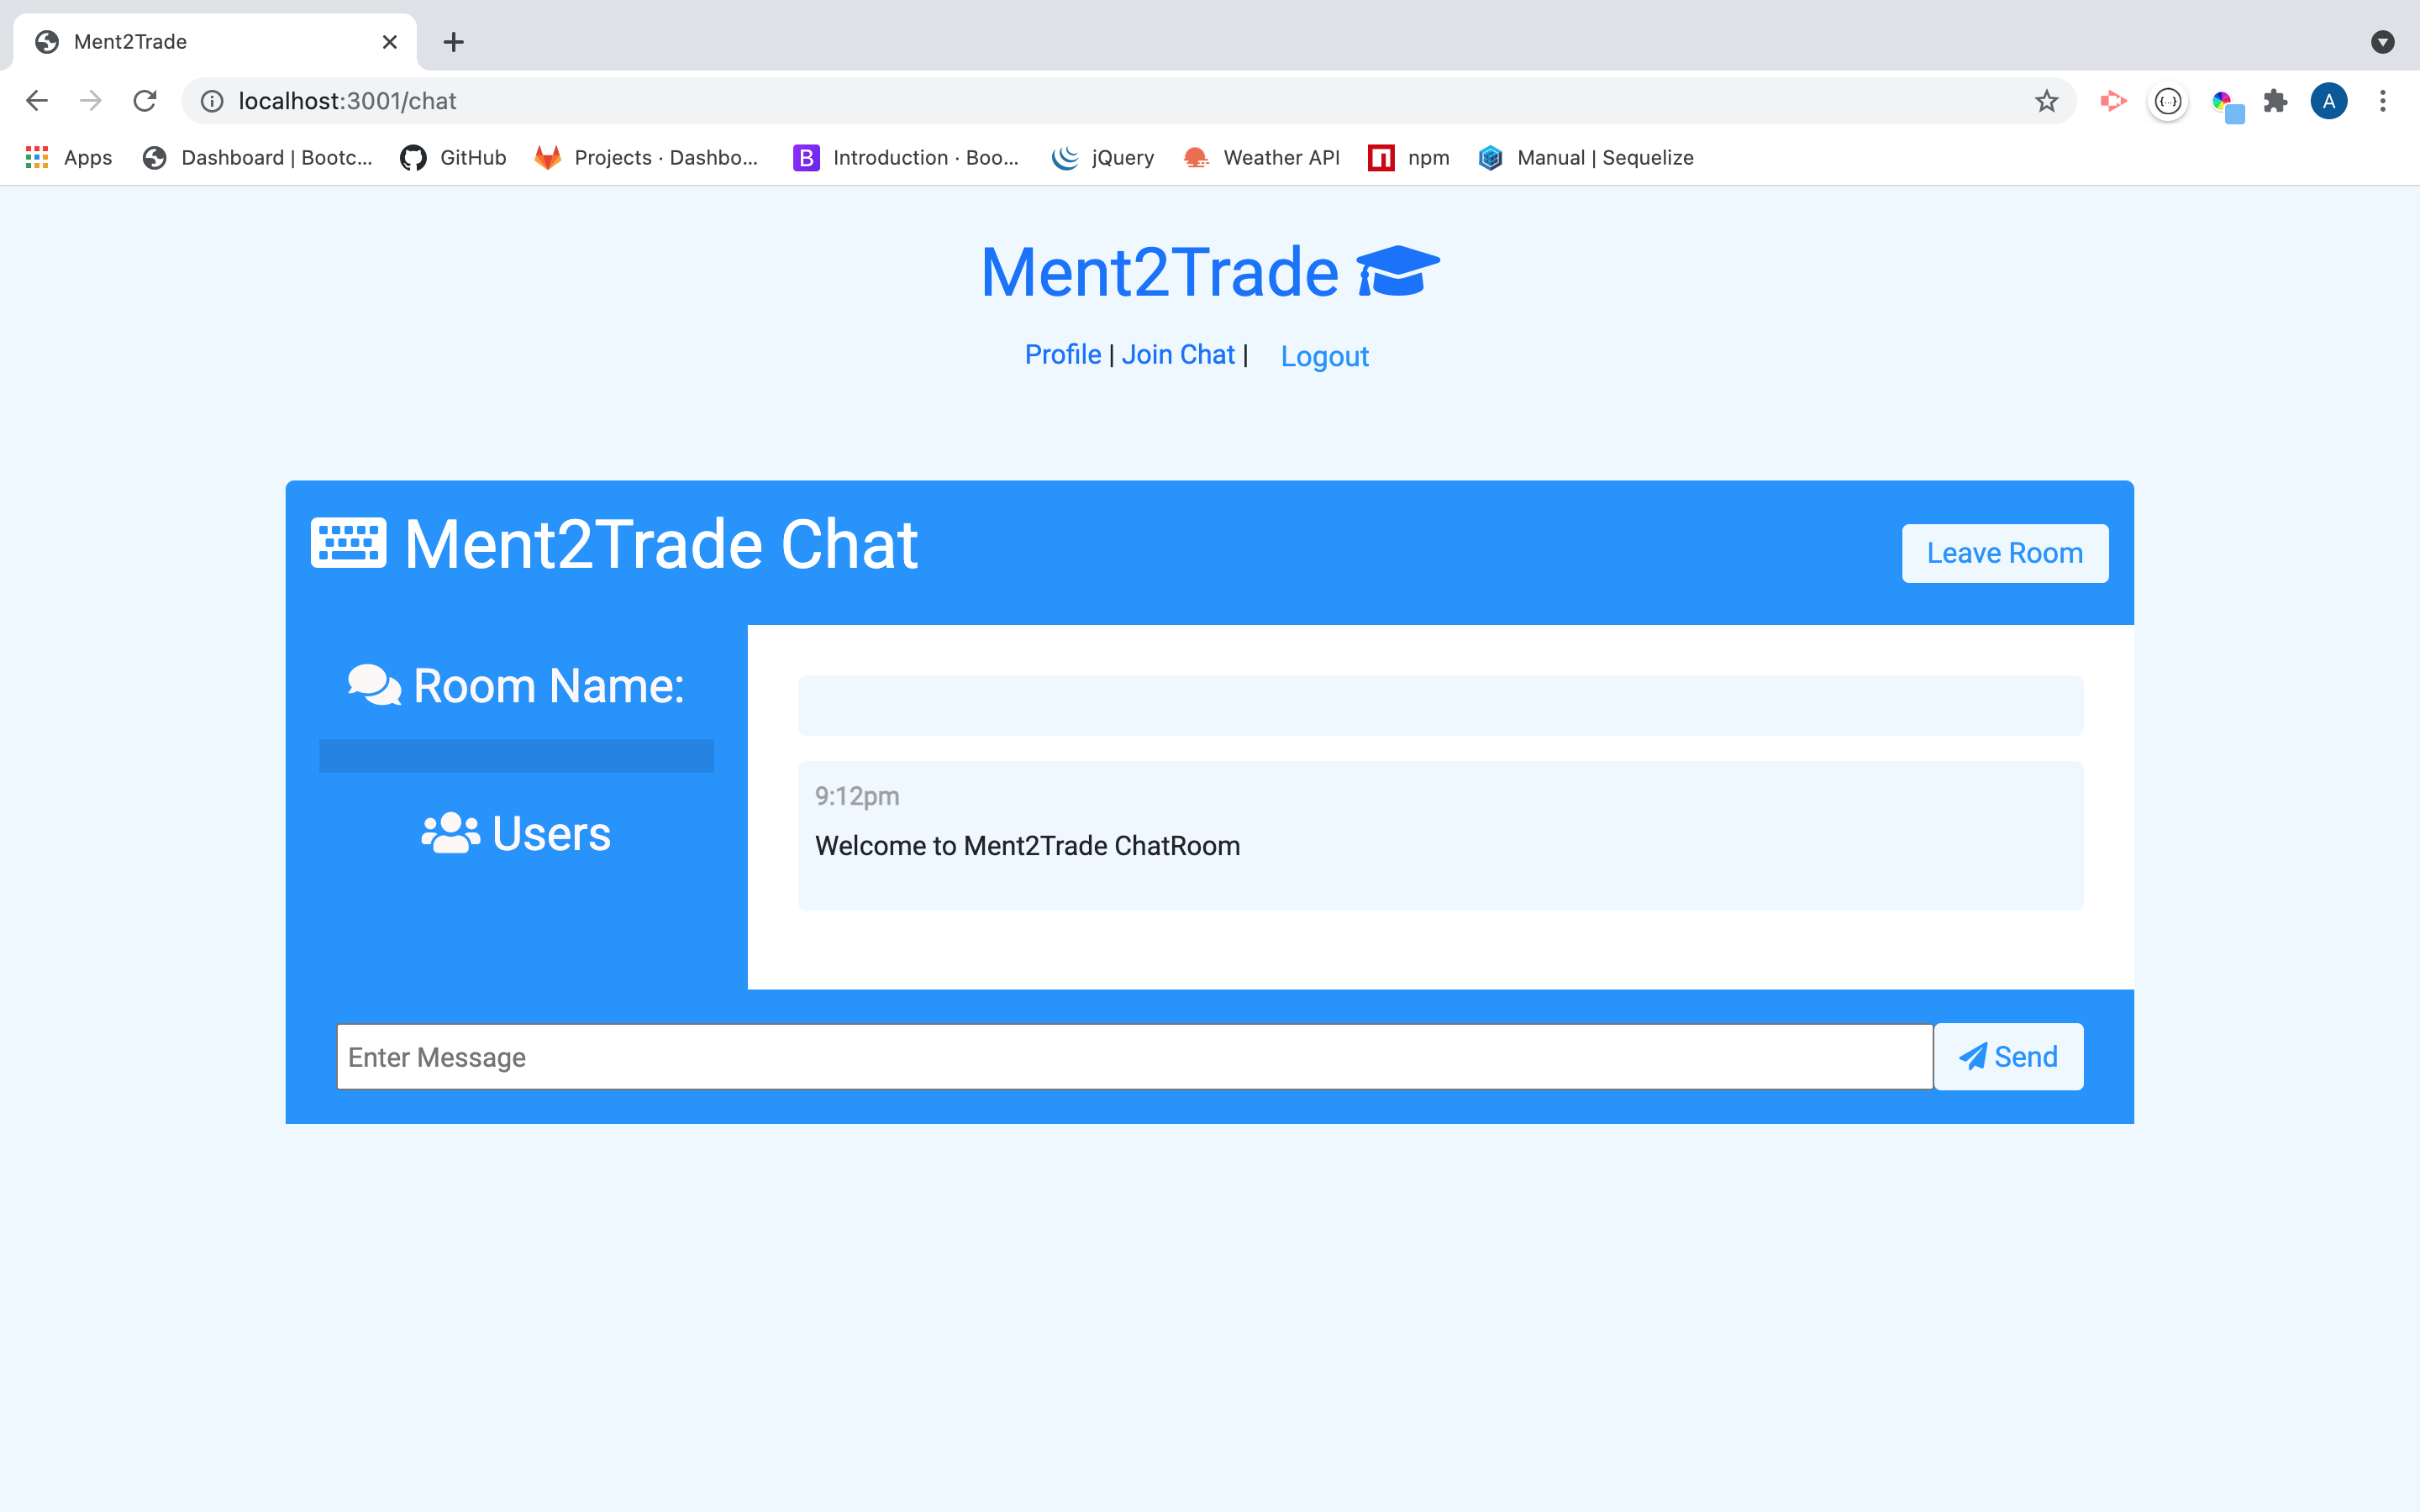 Ment2Trade
localhost:3001/chat
A
Apps Dashboard | Bootc... GitHub Projects · Dashbo... B Introduction · Boo... jQuery Weather API npm Manual | Sequelize
Ment2Trade
Profile | Join Chat | Logout
Ment2Trade Chat
Leave Room
Room Name:
Users
9:12pm
Welcome to Ment2Trade ChatRoom
Enter Message
Send